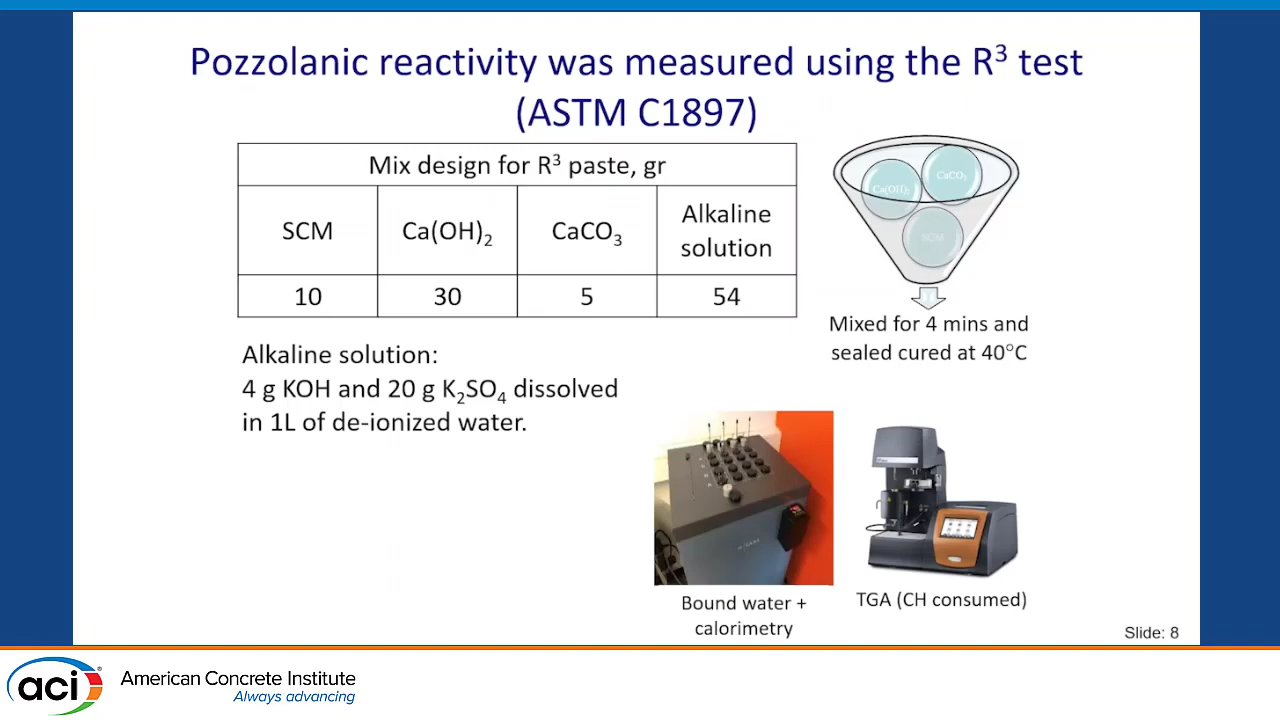 Pozzolanic reactivity was measured using the R³ test
(ASTM C1897)
Mix design for R³ paste, gr
SCM
Ca(OH)₂
CaCO₃
Alkaline
solution
10
30
5
54
Ca(OH)₂
CaCO₃
SCM
Mixed for 4 mins and
sealed cured at 40°C
Alkaline solution:
4 g KOH and 20 g K₂SO₄ dissolved
in 1L of de-ionized water.
Bound water +
calorimetry
TGA (CH consumed)
Slide: 8
aci®
American Concrete Institute
Always advancing